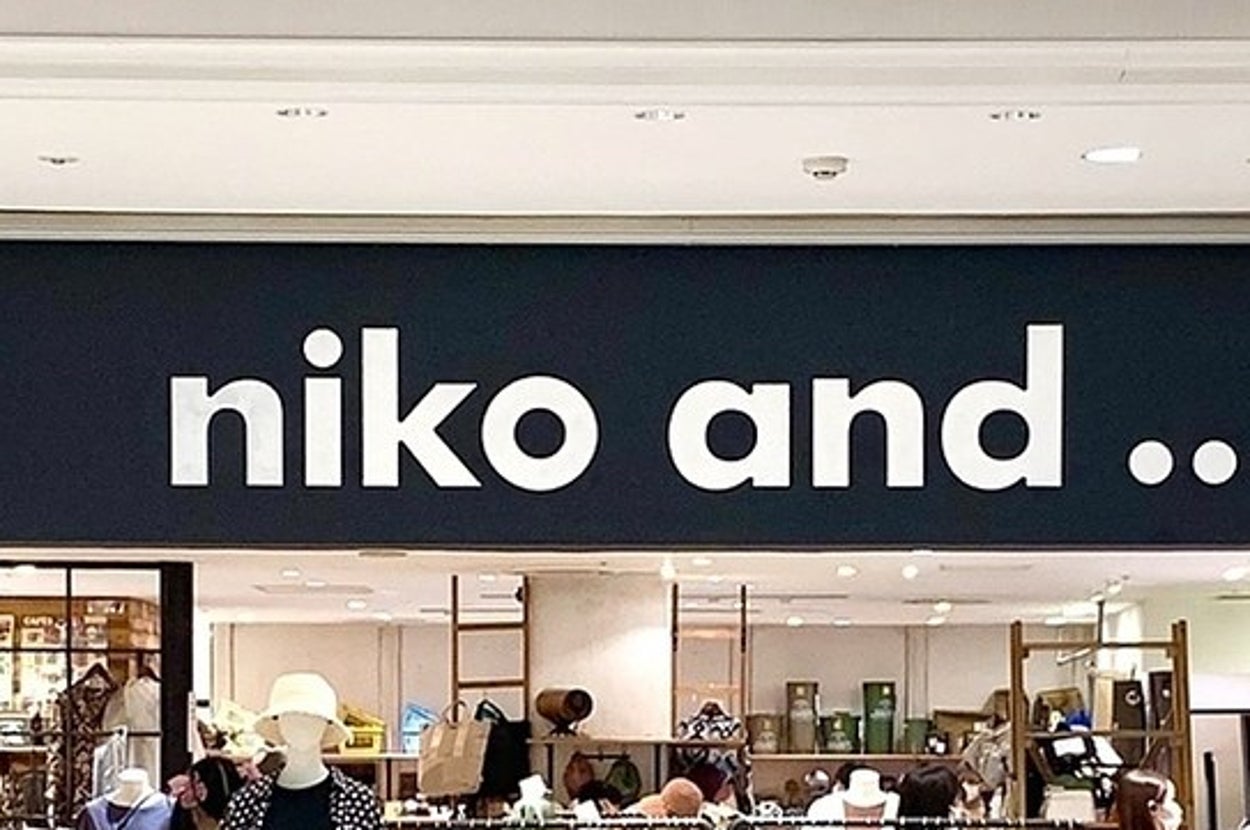 niko and ..